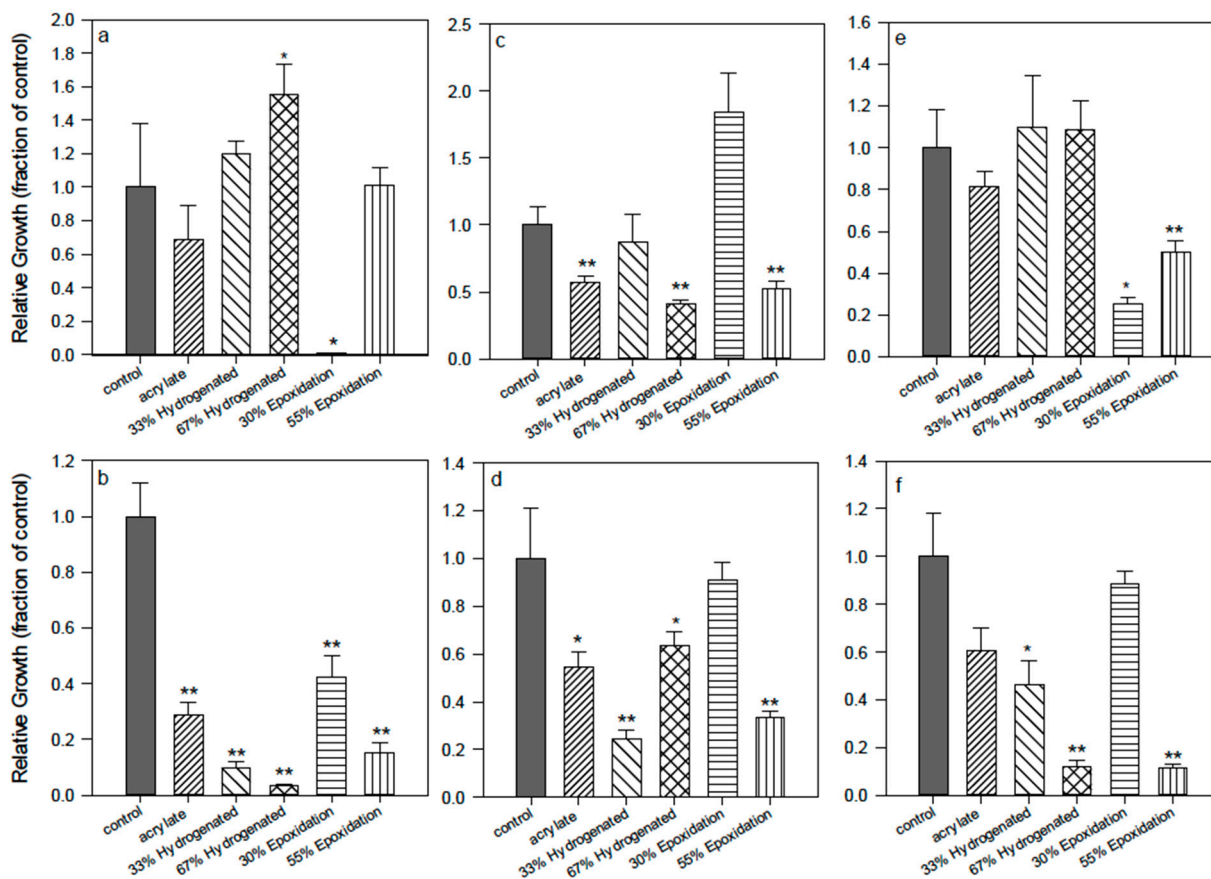 Relative Growth (fraction of control)
a
2.0
1.8
1.6
1.4
1.2
1.0
0.8
0.6
0.4
0.2
0.0
*
*
control
acrylate
33% Hydrogenated
67% Hydrogenated
30% Epoxidation
55% Epoxidation
c
2.5
2.0
1.5
1.0
0.5
0.0
**
**
**
control
acrylate
33% Hydrogenated
67% Hydrogenated
30% Epoxidation
55% Epoxidation
e
1.6
1.4
1.2
1.0
0.8
0.6
0.4
0.2
0.0
*
**
control
acrylate
33% Hydrogenated
67% Hydrogenated
30% Epoxidation
55% Epoxidation
Relative Growth (fraction of control)
b
1.2
1.0
0.8
0.6
0.4
0.2
0.0
**
**
**
**
**
control
acrylate
33% Hydrogenated
67% Hydrogenated
30% Epoxidation
55% Epoxidation
d
1.4
1.2
1.0
0.8
0.6
0.4
0.2
0.0
*
**
*
**
control
acrylate
33% Hydrogenated
67% Hydrogenated
30% Epoxidation
55% Epoxidation
f
1.4
1.2
1.0
0.8
0.6
0.4
0.2
0.0
*
**
**
control
acrylate
33% Hydrogenated
67% Hydrogenated
30% Epoxidation
55% Epoxidation